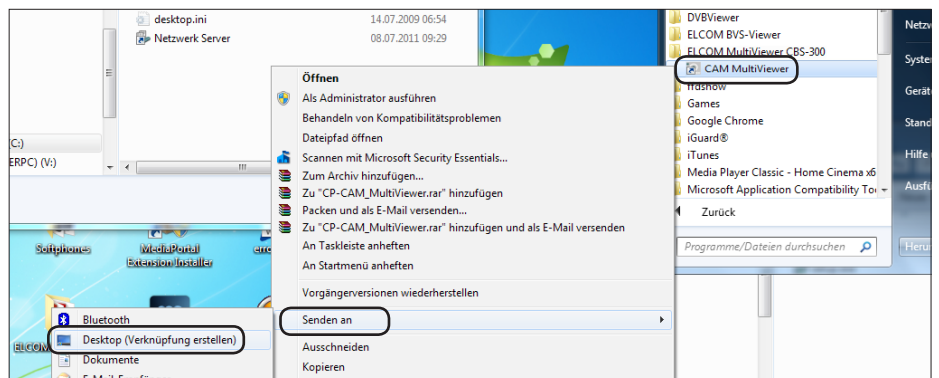 desktop.ini 14.07.2009 06:54
Netzwerk Server 08.07.2011 09:29
C:)
ERPC) (V:)
Öffnen
Als Administrator ausführen
Behandeln von Kompatibilitätsproblemen
Dateipfad öffnen
Scannen mit Microsoft Security Essentials...
Zum Archiv hinzufügen...
Zu "CP-CAM_MultiViewer.rar" hinzufügen
Packen und als E-Mail versenden...
Zu "CP-CAM_MultiViewer.rar" hinzufügen und als E-Mail versenden
An Taskleiste anheften
An Startmenü anheften
Vorgängerversionen wiederherstellen
Senden an
Ausschneiden
Kopieren
DVBViewer
ELCOM BVS-Viewer
ELCOM MultiViewer CBS-300
CAM MultiViewer
ffdshow
Games
Google Chrome
iGuard®
iTunes
Media Player Classic - Home Cinema x6
Microsoft Application Compatibility To
Zurück
Programme/Dateien durchsuchen
Netzw
Syste
Gerät
Stand
Hilfe
Ausfü
Heru
Softphones
MediaPortal
Extension Installer
erro
ELCOM
Bluetooth
Desktop (Verknüpfung erstellen)
Dokumente